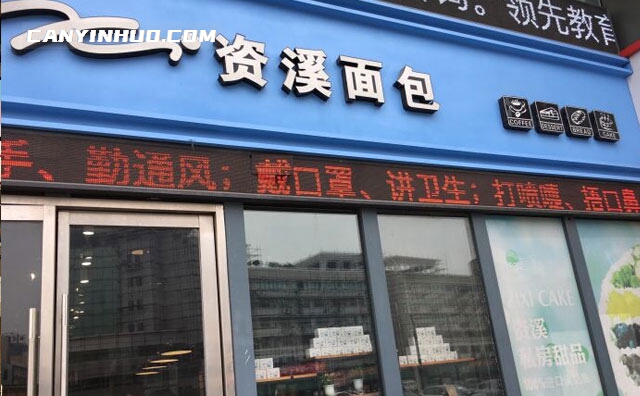 CANYINHUO.COM
。领先教育
资溪面包
COFFEE DESSERT BREAD CAKE
手、勤通风；戴口罩、讲卫生；打喷嚏、捂口鼻
ZIXI CAKE
资溪
私房甜品